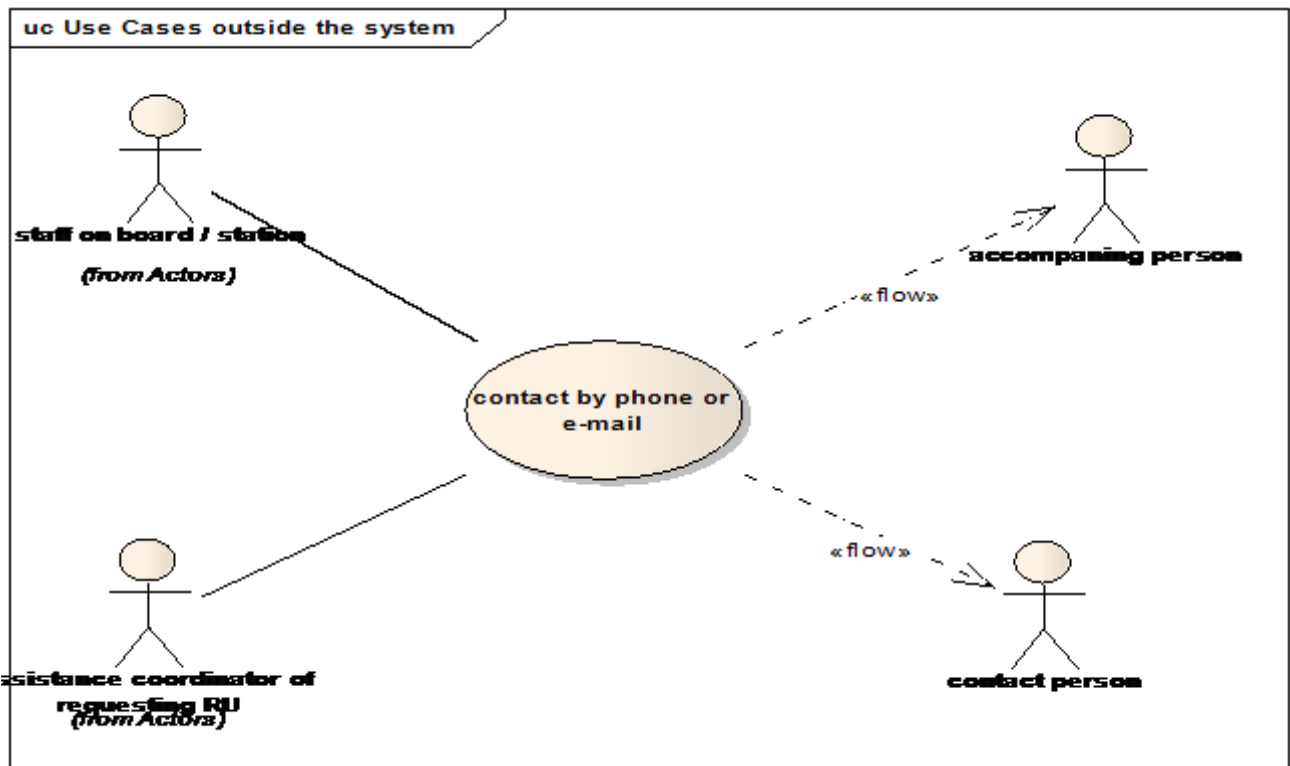 uc Use Cases outside the system
staff on board / station
(from Actors)
accompaning person
«flow»
contact by phone or
e-mail
«flow»
ssistance coordinator of
requesting RU
(from Actors)
contact person